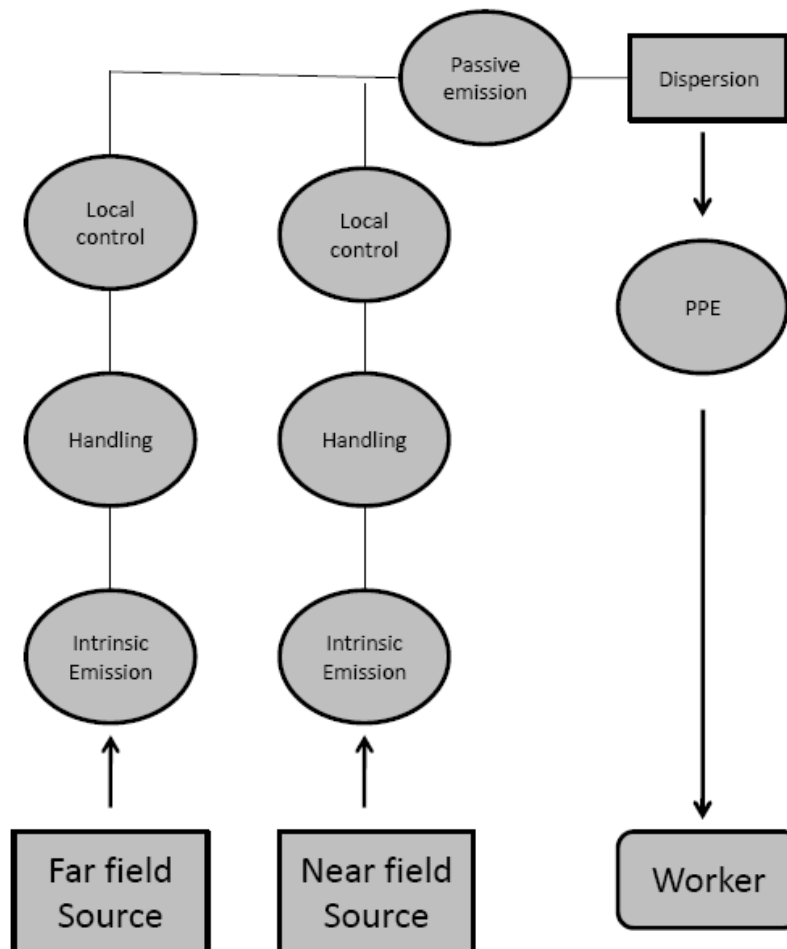 Passive
emission
Dispersion
Local
control
Local
control
PPE
Handling
Handling
Intrinsic
Emission
Intrinsic
Emission
Far field
Source
Near field
Source
Worker